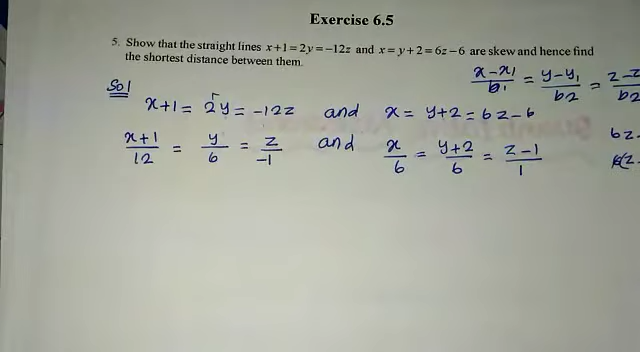 Exercise 6.5
5. Show that the straight lines x+1=2y=−12z and x=y+2=6z−6 are skew and hence find
the shortest distance between them.
x-x1/b1 = y-y1/b2 = z-z
Sol
x+1 = 2y = -12z and x = y+2 = 6z-6
x+1/12 = y/6 = z/-1 and x/6 = y+2/6 = z-1/1
6z-